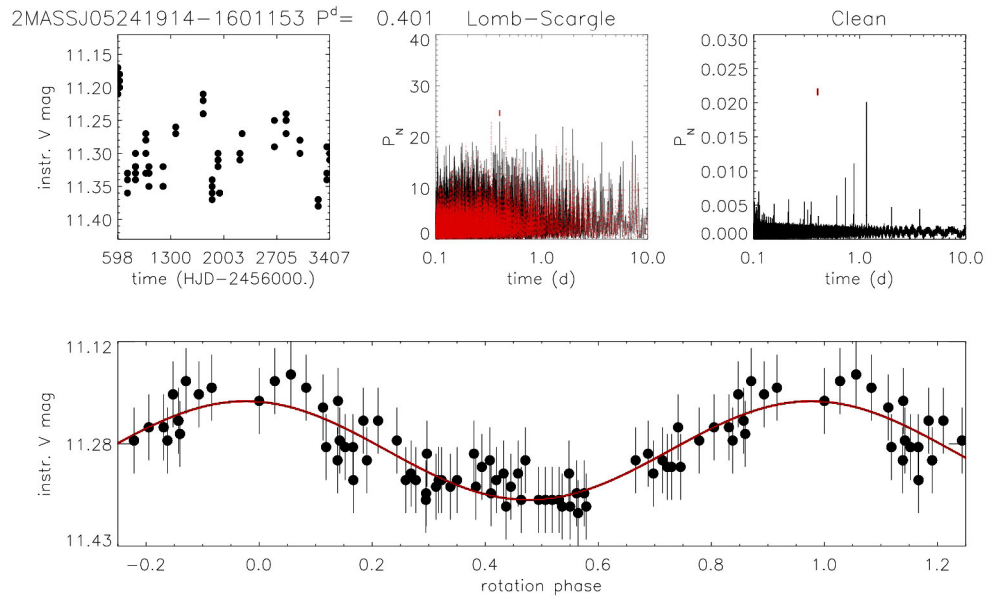 2MASSJ05241914−1601153 P^d= 0.401 Lomb−Scargle Clean
11.15
11.20
11.25
11.30
11.35
11.40
instr. V mag
598 1300 2003 2705 3407
time (HJD−2456000.)
40
30
20
10
0
P_N
0.1 1.0 10.0
time (d)
0.030
0.025
0.020
0.015
0.010
0.005
0.000
P_N
0.1 1.0 10.0
time (d)
11.12
11.28
11.43
instr. V mag
−0.2 0.0 0.2 0.4 0.6 0.8 1.0 1.2
rotation phase